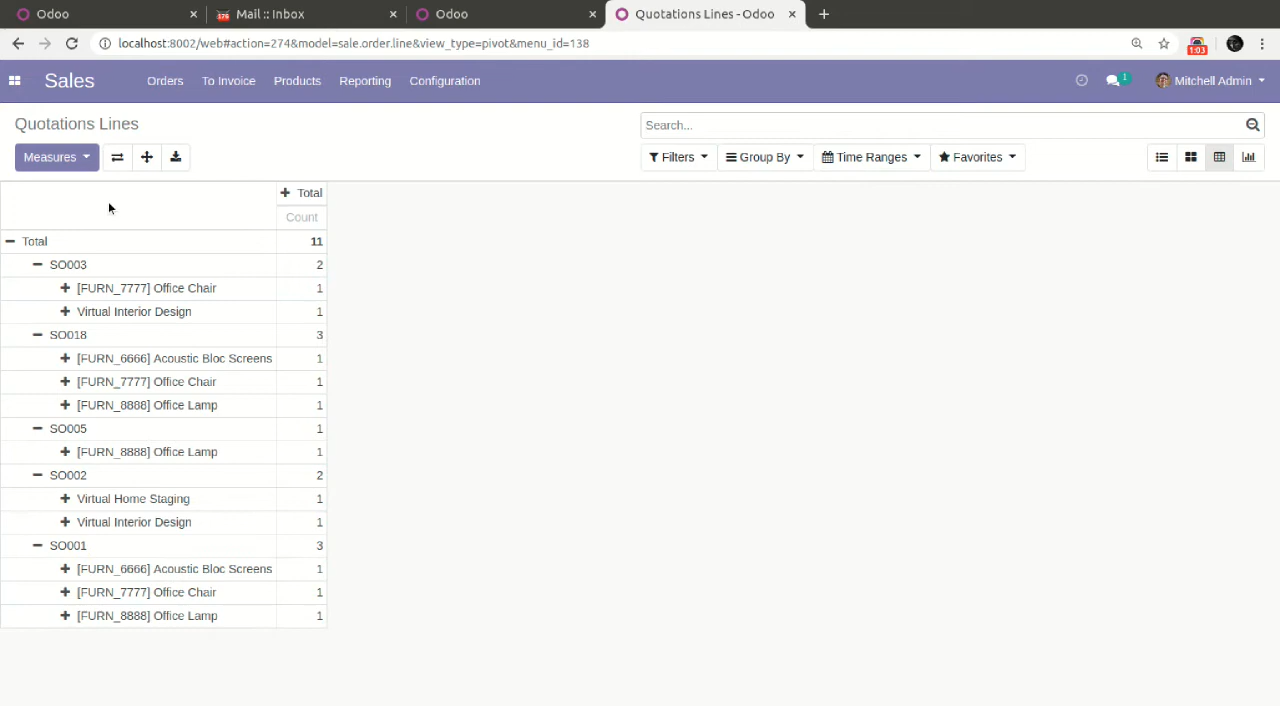 Odoo
Mail :: Inbox
Odoo
Quotations Lines - Odoo
localhost:8002/web#action=274&model=sale.order.line&view_type=pivot&menu_id=138
1:03
Sales
Orders
To Invoice
Products
Reporting
Configuration
1
Mitchell Admin
Quotations Lines
Search...
Measures
Filters
Group By
Time Ranges
Favorites
Total
Count
Total 11
SO003 2
[FURN_7777] Office Chair 1
Virtual Interior Design 1
SO018 3
[FURN_6666] Acoustic Bloc Screens 1
[FURN_7777] Office Chair 1
[FURN_8888] Office Lamp 1
SO005 1
[FURN_8888] Office Lamp 1
SO002 2
Virtual Home Staging 1
Virtual Interior Design 1
SO001 3
[FURN_6666] Acoustic Bloc Screens 1
[FURN_7777] Office Chair 1
[FURN_8888] Office Lamp 1